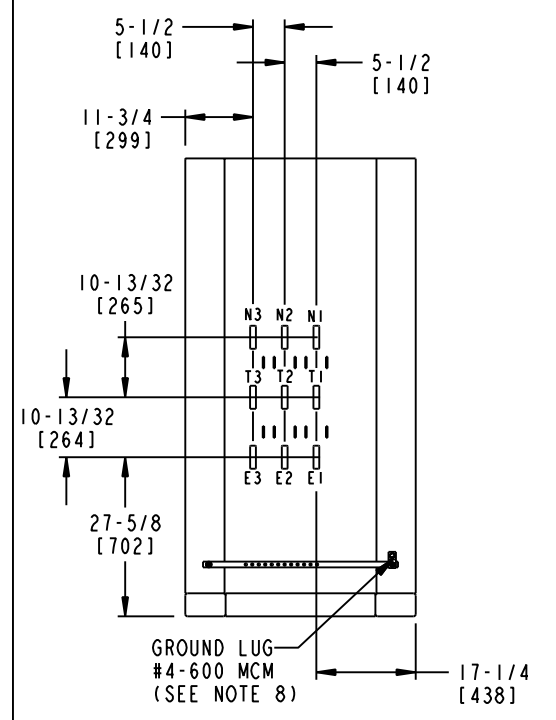 5-1/2
[140]
5-1/2
[140]
11-3/4
[299]
10-13/32
[265]
N3 N2 N1
T3 T2 T1
10-13/32
[264]
E3 E2 E1
27-5/8
[702]
GROUND LUG
#4-600 MCM
(SEE NOTE 8)
17-1/4
[438]